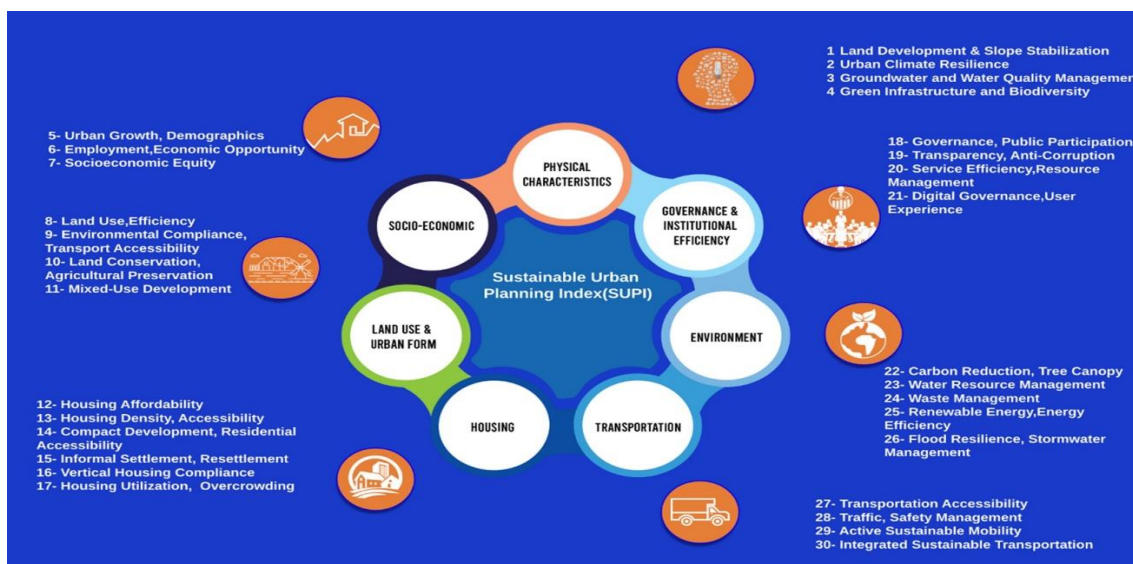 1 Land Development & Slope Stabilization
2 Urban Climate Resilience
3 Groundwater and Water Quality Managemen
4 Green Infrastructure and Biodiversity
5- Urban Growth, Demographics
6- Employment,Economic Opportunity
7- Socioeconomic Equity
8- Land Use,Efficiency
9- Environmental Compliance,
Transport Accessibility
10- Land Conservation,
Agricultural Preservation
11- Mixed-Use Development
12- Housing Affordability
13- Housing Density, Accessibility
14- Compact Development, Residential
Accessibility
15- Informal Settlement, Resettlement
16- Vertical Housing Compliance
17- Housing Utilization, Overcrowding
PHYSICAL
CHARACTERISTICS
SOCIO-ECONOMIC
GOVERNANCE &
INSTITUTIONAL
EFFICIENCY
Sustainable Urban
Planning Index(SUPI)
LAND USE &
URBAN FORM
ENVIRONMENT
HOUSING
TRANSPORTATION
18- Governance, Public Participation
19- Transparency, Anti-Corruption
20- Service Efficiency,Resource
Management
21- Digital Governance,User
Experience
22- Carbon Reduction, Tree Canopy
23- Water Resource Management
24- Waste Management
25- Renewable Energy,Energy
Efficiency
26- Flood Resilience, Stormwater
Management
27- Transportation Accessibility
28- Traffic, Safety Management
29- Active Sustainable Mobility
30- Integrated Sustainable Transportation